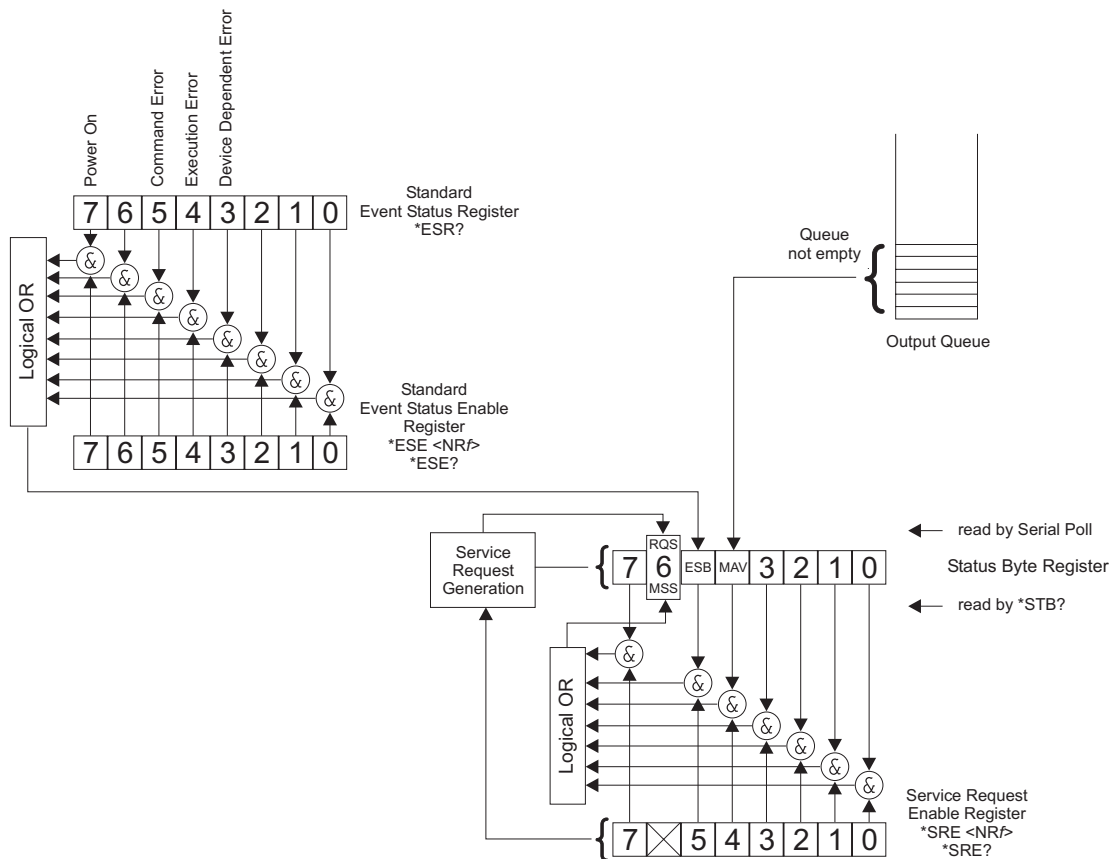 Power On
Command Error
Execution Error
Device Dependent Error
7 6 5 4 3 2 1 0
Standard
Event Status Register
*ESR?
Logical OR
& & & & & & & &
Standard
Event Status Enable
Register
*ESE <NRf>
*ESE?
7 6 5 4 3 2 1 0
Queue
not empty
Output Queue
Service
Request
Generation
RQS
7 6 ESB MAV 3 2 1 0
MSS
read by Serial Poll
Status Byte Register
read by *STB?
Logical OR
& & & & & & &
Service Request
Enable Register
*SRE <NRf>
*SRE?
7 5 4 3 2 1 0